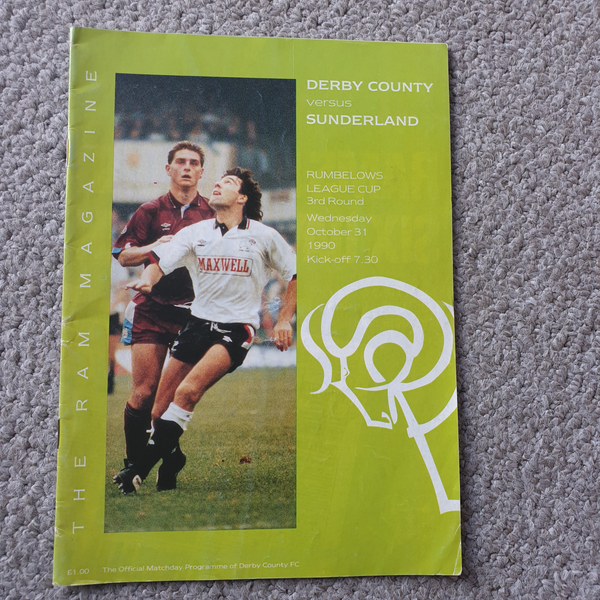 THE RAM MAGAZINE
DERBY COUNTY
versus
SUNDERLAND
RUMBELOWS
LEAGUE CUP
3rd Round
Wednesday
October 31
1990
Kick-off 7.30
MAXWELL
£1.00 The Official Matchday Programme of Derby County FC